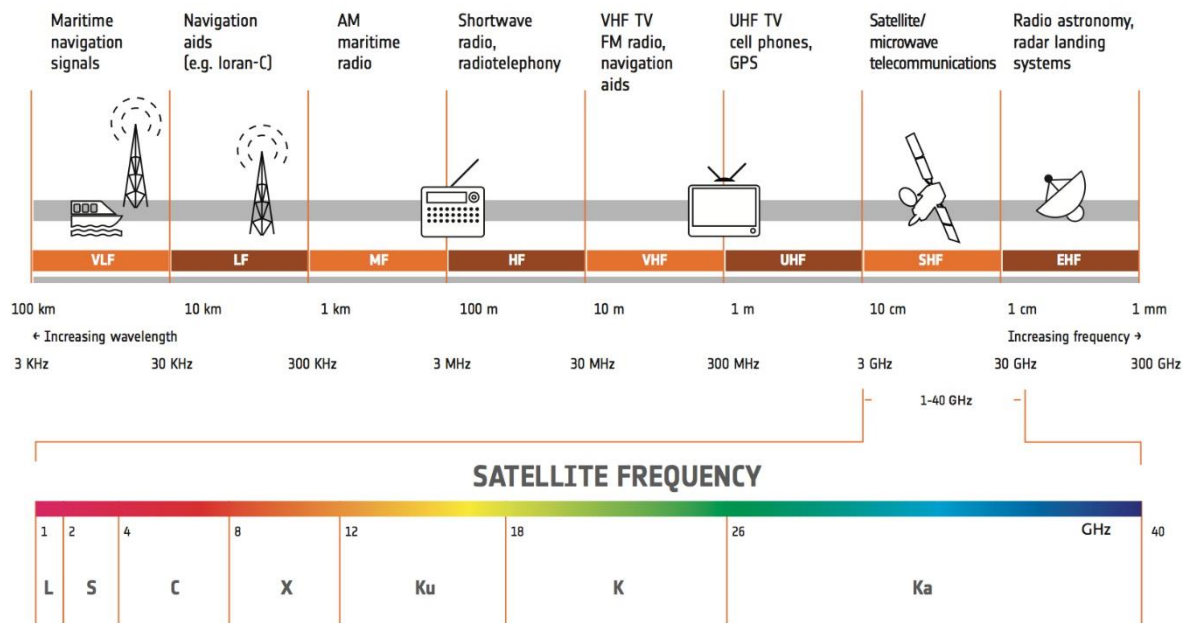 Maritime
navigation
signals
Navigation
aids
(e.g. loran-C)
AM
maritime
radio
Shortwave
radio,
radiotelephony
VHF TV
FM radio,
navigation
aids
UHF TV
cell phones,
GPS
Satellite/
microwave
telecommunications
Radio astronomy,
radar landing
systems
VLF LF MF HF VHF UHF SHF EHF
100 km 10 km 1 km 100 m 10 m 1 m 10 cm 1 cm 1 mm
← Increasing wavelength Increasing frequency →
3 KHz 30 KHz 300 KHz 3 MHz 30 MHz 300 MHz 3 GHz 30 GHz 300 GHz
1-40 GHz
SATELLITE FREQUENCY
1 2 4 8 12 18 26 GHz 40
L S C X Ku K Ka